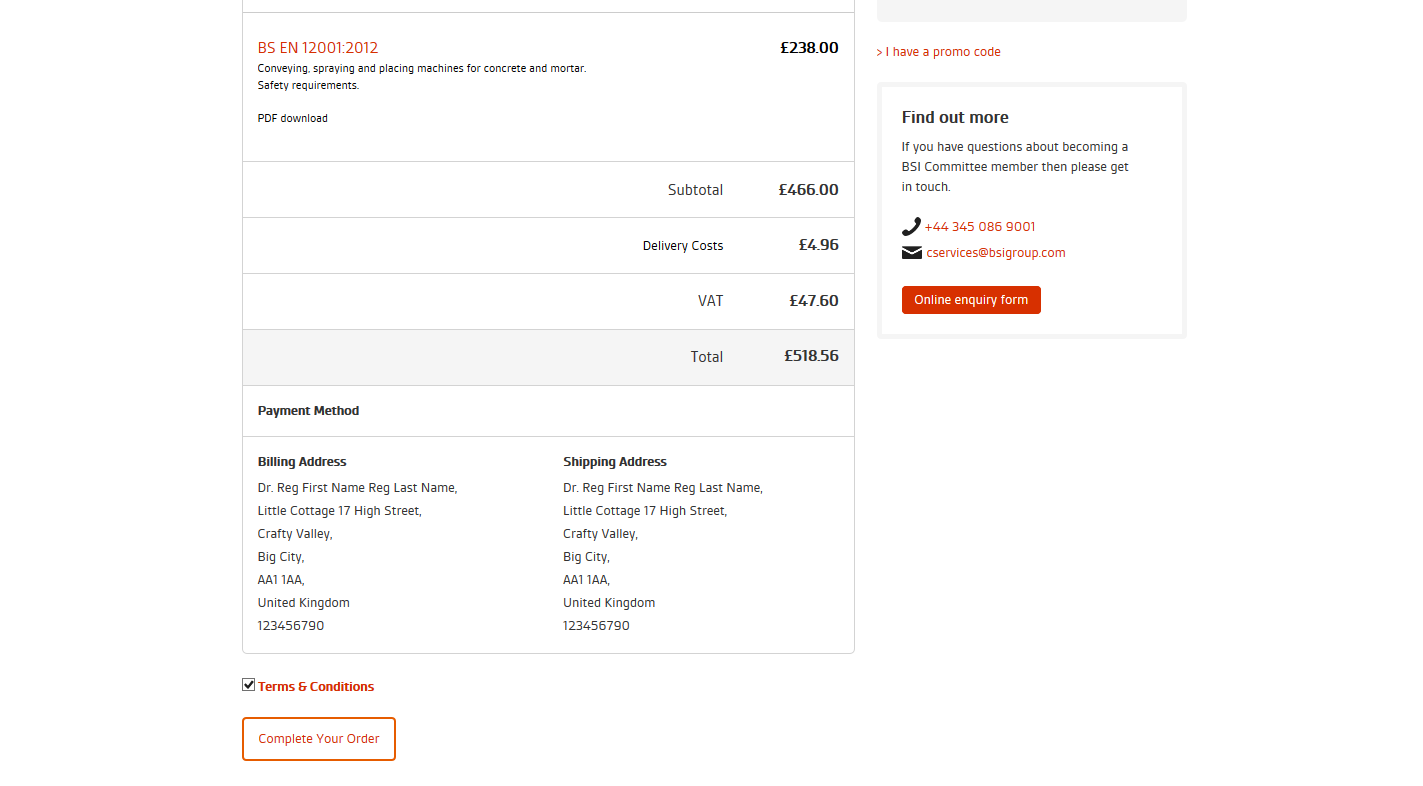 BS EN 12001:2012 £238.00
Conveying, spraying and placing machines for concrete and mortar.
Safety requirements.
PDF download
Subtotal £466.00
Delivery Costs £4.96
VAT £47.60
Total £518.56
Payment Method
Billing Address
Dr. Reg First Name Reg Last Name,
Little Cottage 17 High Street,
Crafty Valley,
Big City,
AA1 1AA,
United Kingdom
123456790
Shipping Address
Dr. Reg First Name Reg Last Name,
Little Cottage 17 High Street,
Crafty Valley,
Big City,
AA1 1AA,
United Kingdom
123456790
Terms & Conditions
Complete Your Order
> I have a promo code
Find out more
If you have questions about becoming a
BSI Committee member then please get
in touch.
+44 345 086 9001
cservices@bsigroup.com
Online enquiry form